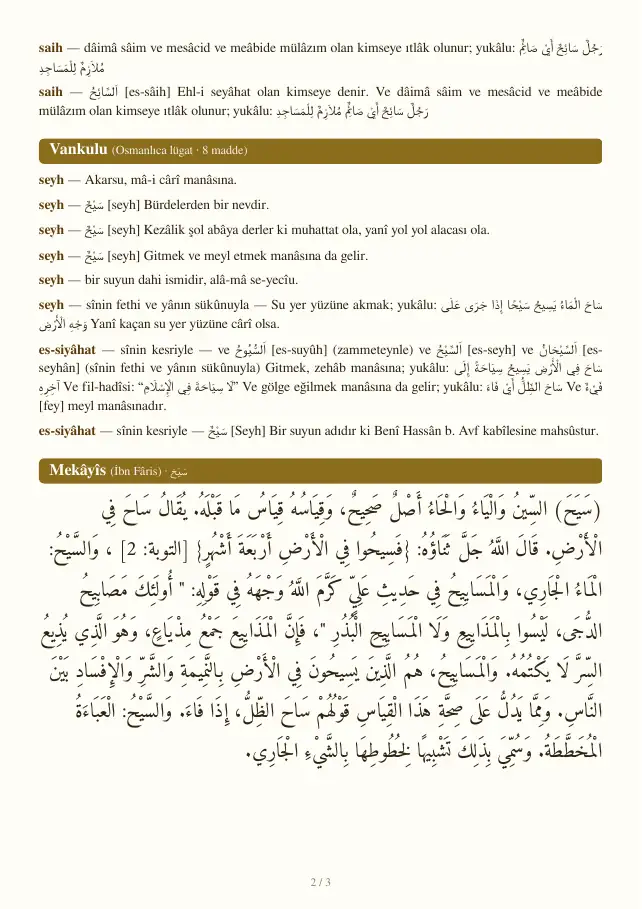 saih — dâimâ sâim ve mesâcid ve meâbide mülâzım olan kimseye ıtlâk olunur; yukâlu: رَجُلٌ سَائِحٌ أَيْ صَائِمٌ
مُلاَزِمٌ لِلْمَسَاجِدِ
saih — اَلسَّائِحُ [es-sâih] Ehl-i seyâhat olan kimseye denir. Ve dâimâ sâim ve mesâcid ve meâbide
mülâzım olan kimseye ıtlâk olunur; yukâlu: رَجُلٌ سَائِحٌ أَيْ صَائِمٌ مُلاَزِمٌ لِلْمَسَاجِدِ
Vankulu (Osmanlıca lügat · 8 madde)
seyh — Akarsu, mâ-i cârî manâsına.
seyh — سَيْحٌ [seyh] Bürdelerden bir nevdir.
seyh — سَيْحٌ [seyh] Kezâlik şol abâya derler ki muhattat ola, yanî yol yol alacası ola.
seyh — سَيْحٌ [seyh] Gitmek ve meyl etmek manâsına da gelir.
seyh — bir suyun dahi ismidir, alâ-mâ se-yecîu.
seyh — sînin fethi ve yânın sükûnuyla — Su yer yüzüne akmak; yukâlu: سَاحَ الْمَاءُ يَسِيحُ سَيْحًا إِذَا جَرَى عَلَى
وَجْهِ الْأَرْضِ Yanî kaçan su yer yüzüne cârî olsa.
es-siyâhat — sînin kesriyle — ve اَلسُّيُوحُ [es-suyûh] (zammeteynle) ve اَلسَّيْحُ [es-seyh] ve اَلسَّيْحَانُ [es-
seyhân] (sînin fethi ve yânın sükûnuyla) Gitmek, zehâb manâsına; yukâlu: سَاحَ فِي الْأَرْضِ يَسِيحُ سِيَاحَةً إِلَى
آخِرِهِ Ve fil-hadîsi: “لَا سِيَاحَةَ فِي الْإِسْلَامِ” Ve gölge eğilmek manâsına da gelir; yukâlu: سَاحَ الظِّلُّ أَيْ فَاءَ Ve فَيْءٌ
[fey] meyl manâsınadır.
es-siyâhat — sînin kesriyle — سَيْحٌ [Seyh] Bir suyun adıdır ki Benî Hassân b. Avf kabîlesine mahsûstur.
Mekâyîs (İbn Fâris) · سَيَحَ
(سَيَحَ) السِّينُ وَالْيَاءُ وَالْحَاءُ أَصْلٌ صَحِيحٌ، وَقِيَاسُهُ قِيَاسُ مَا قَبْلَهُ. يُقَالُ سَاحَ فِي
الْأَرْضِ. قَالَ اللَّهُ جَلَّ ثَنَاؤُهُ: {فَسِيحُوا فِي الْأَرْضِ أَرْبَعَةَ أَشْهُرٍ} [التوبة: 2] ، وَالسَّيْحُ:
الْمَاءُ الْجَارِي، وَالْمَسَايِيحُ فِي حَدِيثِ عَلِيٍّ كَرَّمَ اللَّهُ وَجْهَهُ فِي قَوْلِهِ: " أُولَئِكَ مَصَابِيحُ
الدُّجَى، لَيْسُوا بِالْمَذَايِيعِ وَلَا الْمَسَايِيحِ الْبُذُرِ "، فَإِنَّ الْمَذَايِيعَ جَمْعُ مِذْيَاعٍ، وَهُوَ الَّذِي يُذِيعُ
السِّرَّ لَا يَكْتُمُهُ. وَالْمَسَايِيحُ، هُمُ الَّذِينَ يَسِيحُونَ فِي الْأَرْضِ بِالنَّمِيمَةِ وَالشَّرِّ وَالْإِفْسَادِ بَيْنَ
النَّاسِ. وَمِمَّا يَدُلُّ عَلَى صِحَّةِ هَذَا الْقِيَاسِ قَوْلُهُمْ سَاحَ الظِّلُّ، إِذَا فَاءَ. وَالسَّيْحُ: الْعَبَاءَةُ
الْمُخَطَّطَةُ. وَسُمِّيَ بِذَلِكَ تَشْبِيهًا لِخُطُوطِهَا بِالشَّيْءِ الْجَارِي.
2 / 3